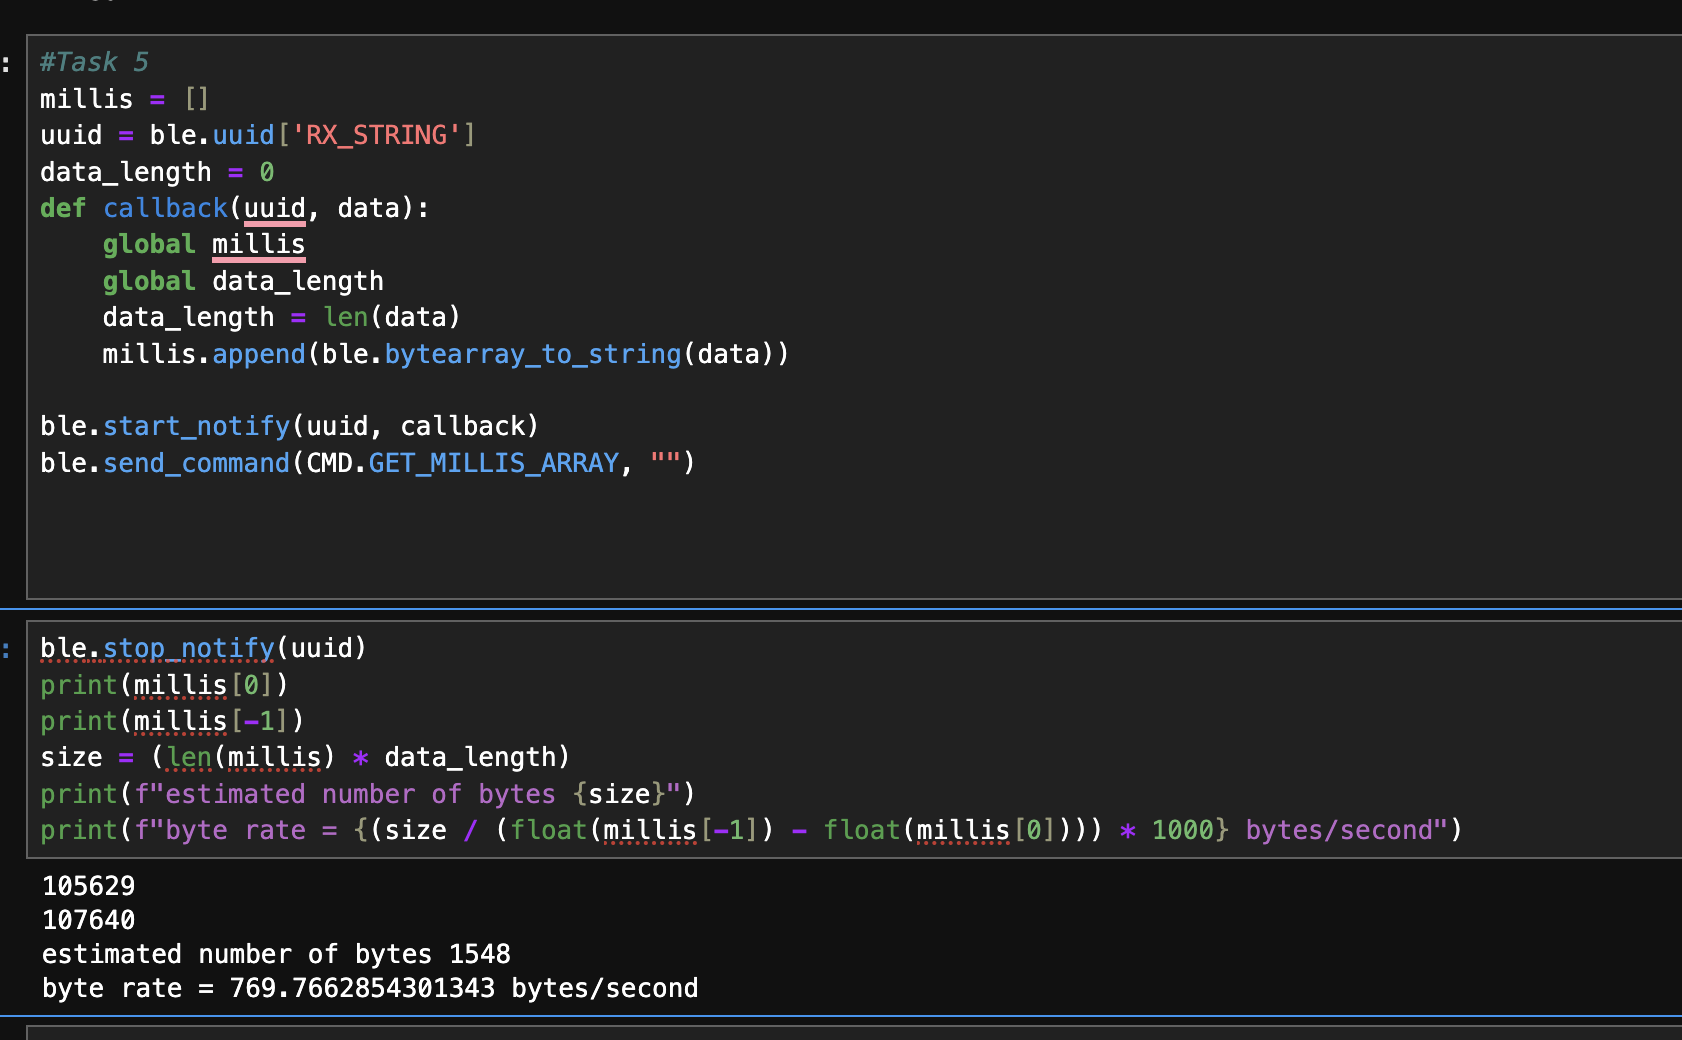 :
#Task 5
millis = []
uuid = ble.uuid['RX_STRING']
data_length = 0
def callback(uuid, data):
    global millis
    global data_length
    data_length = len(data)
    millis.append(ble.bytearray_to_string(data))
ble.start_notify(uuid, callback)
ble.send_command(CMD.GET_MILLIS_ARRAY, "")
:
ble.stop_notify(uuid)
print(millis[0])
print(millis[-1])
size = (len(millis) * data_length)
print(f"estimated number of bytes {size}")
print(f"byte rate = {(size / (float(millis[-1]) - float(millis[0]))) * 1000} bytes/second")
105629
107640
estimated number of bytes 1548
byte rate = 769.7662854301343 bytes/second